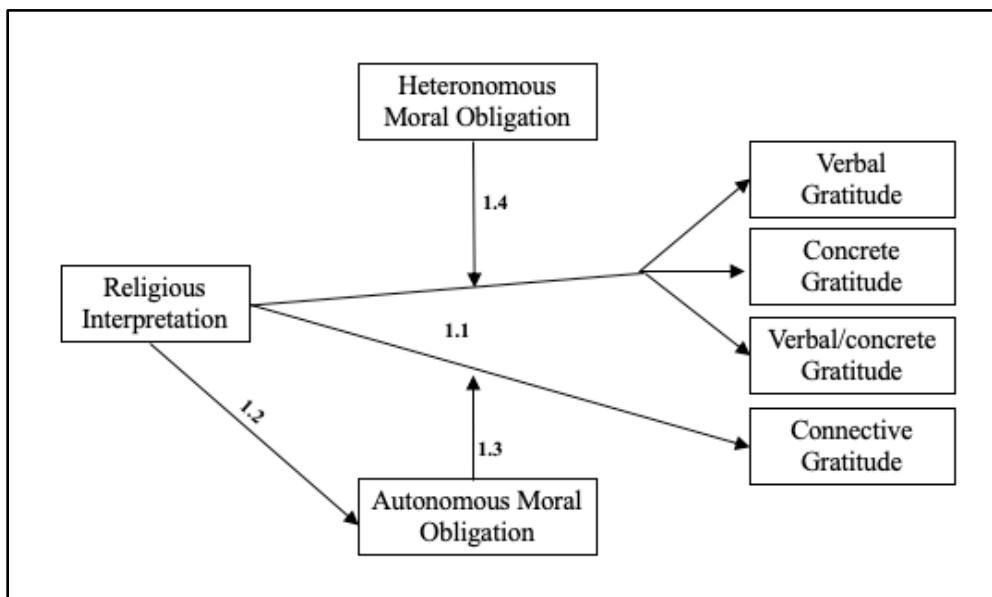 Heteronomous
Moral Obligation
Verbal
Gratitude
1.4
Concrete
Gratitude
Religious
Interpretation
1.1
Verbal/concrete
Gratitude
1.2
Connective
Gratitude
1.3
Autonomous Moral
Obligation